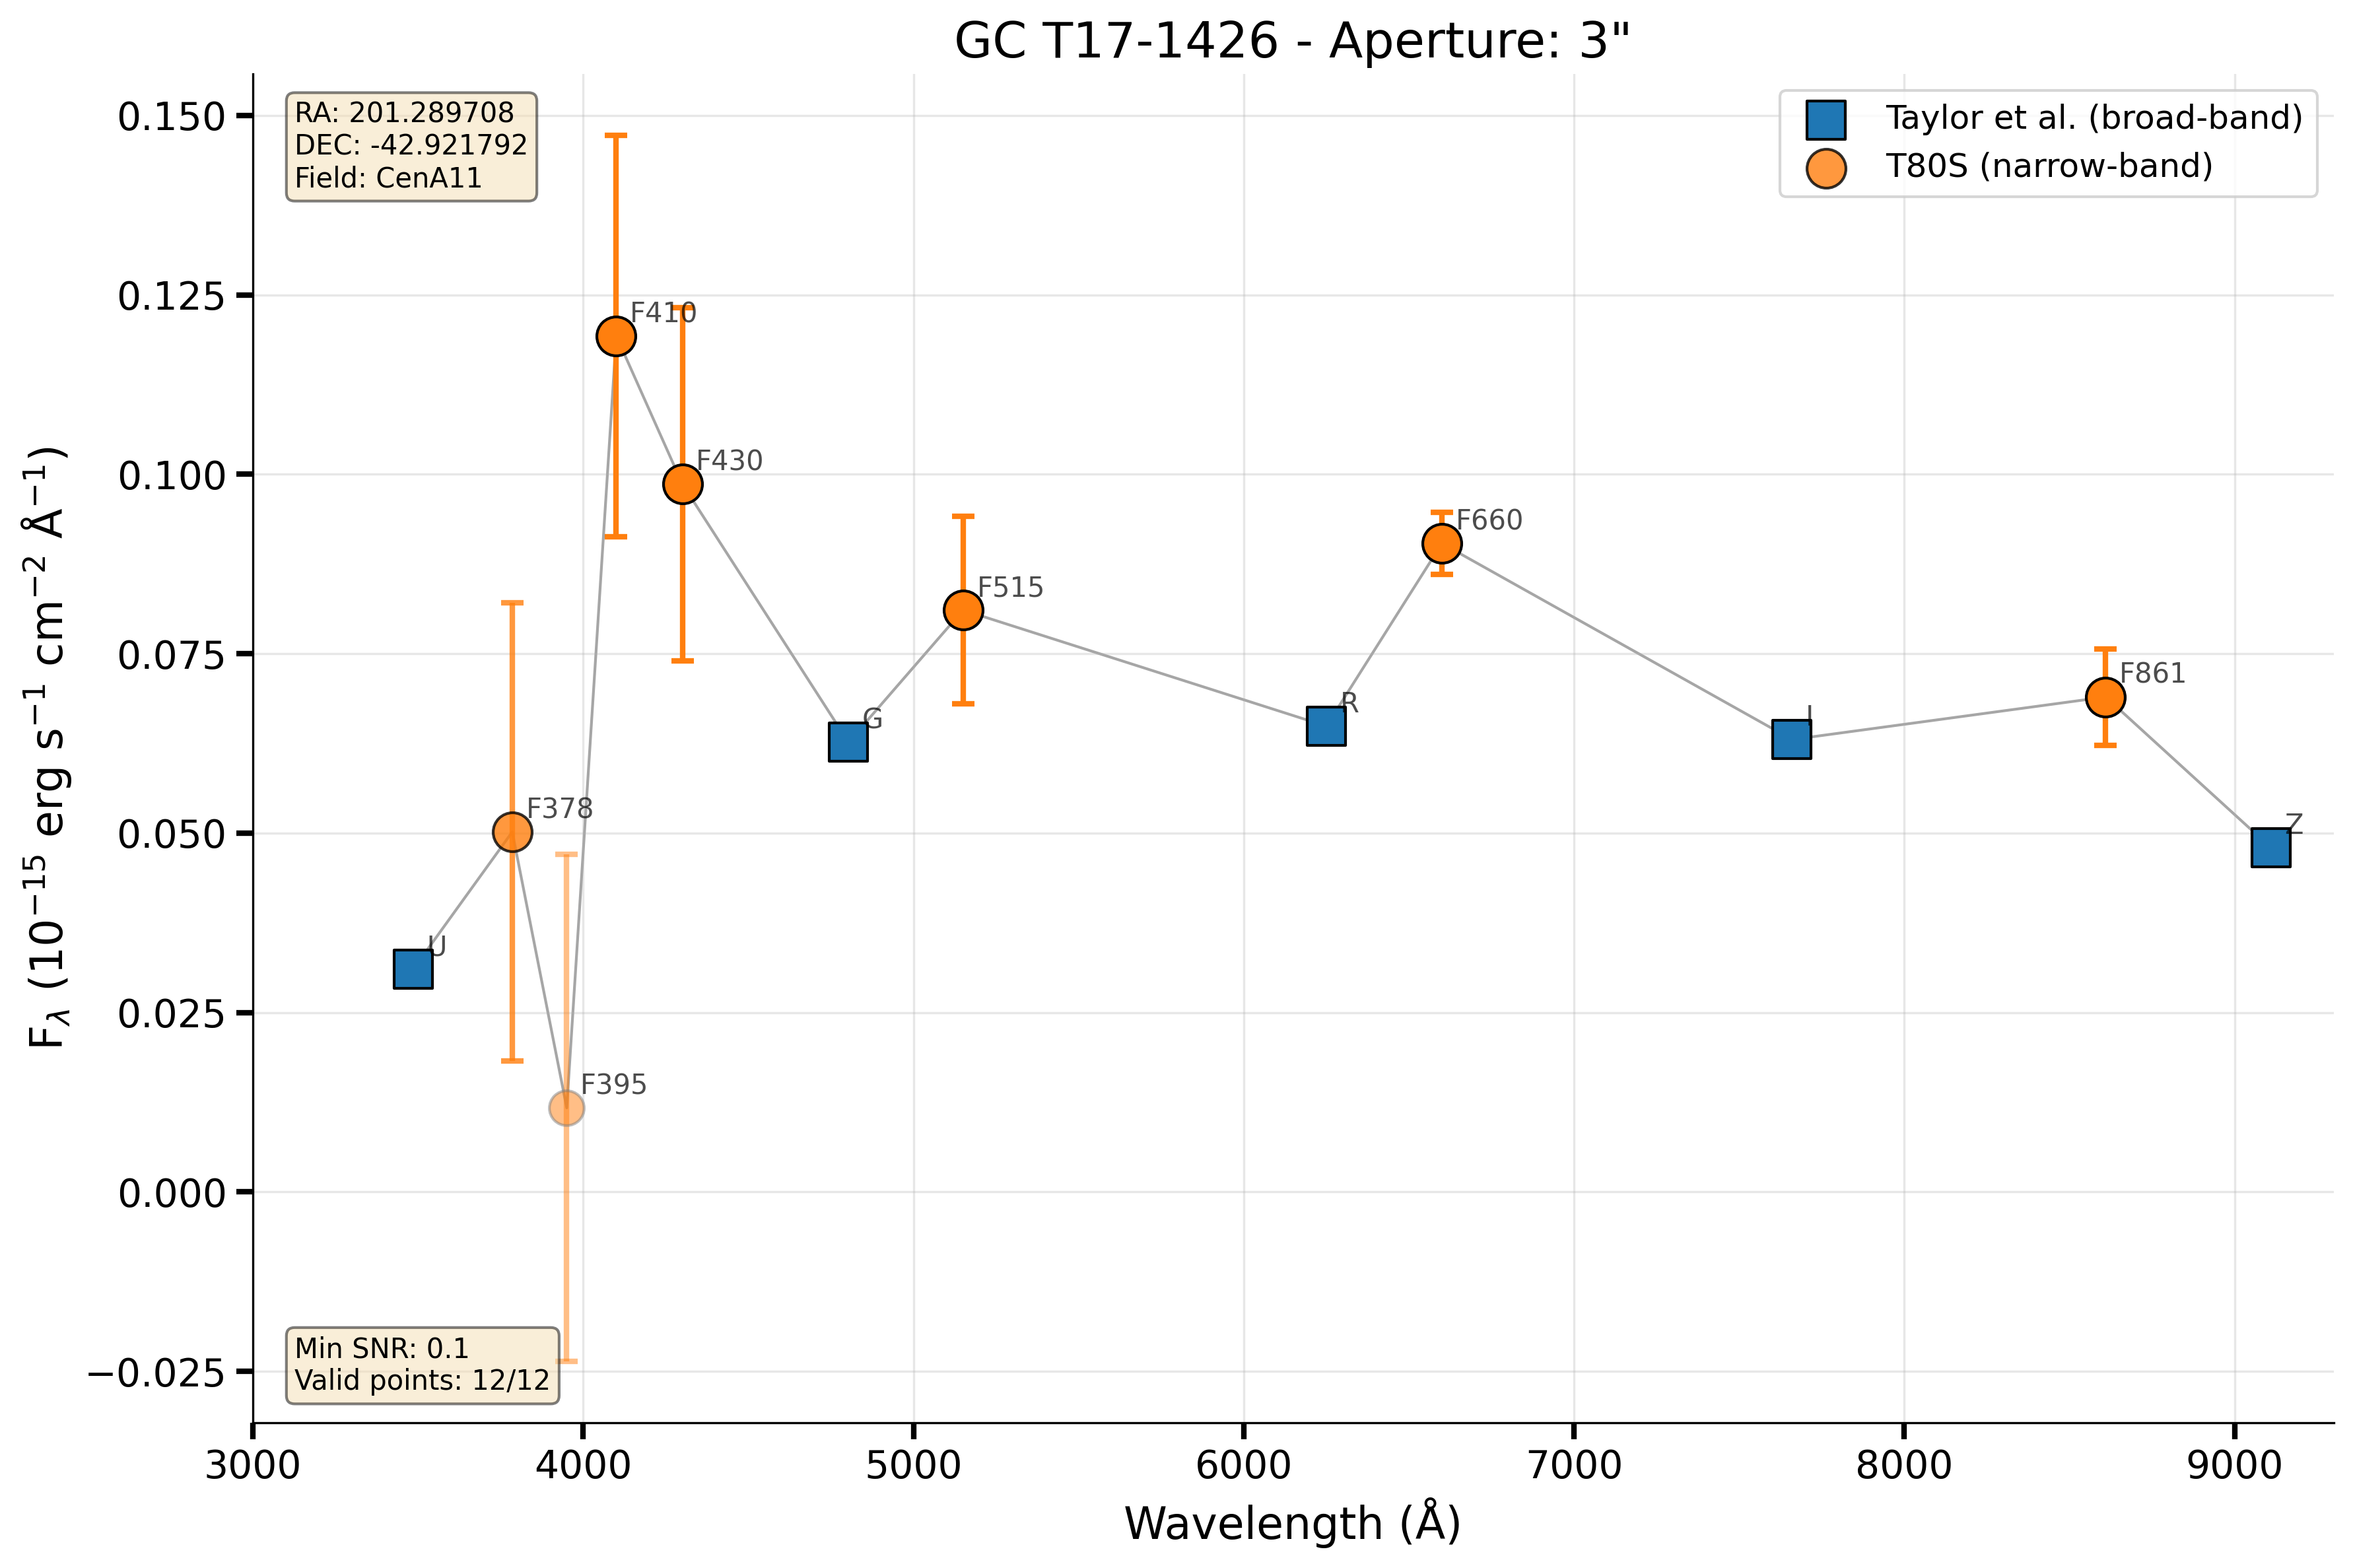 GC T17-1426 - Aperture: 3"
RA: 201.289708
DEC: -42.921792
Field: CenA11
Taylor et al. (broad-band)
T80S (narrow-band)
F410
F430
F515
F660
F861
F378
F395
U
G
R
I
Z
Min SNR: 0.1
Valid points: 12/12
0.150
0.125
0.100
0.075
0.050
0.025
0.000
−0.025
F_λ (10⁻¹⁵ erg s⁻¹ cm⁻² Å⁻¹)
3000 4000 5000 6000 7000 8000 9000
Wavelength (Å)